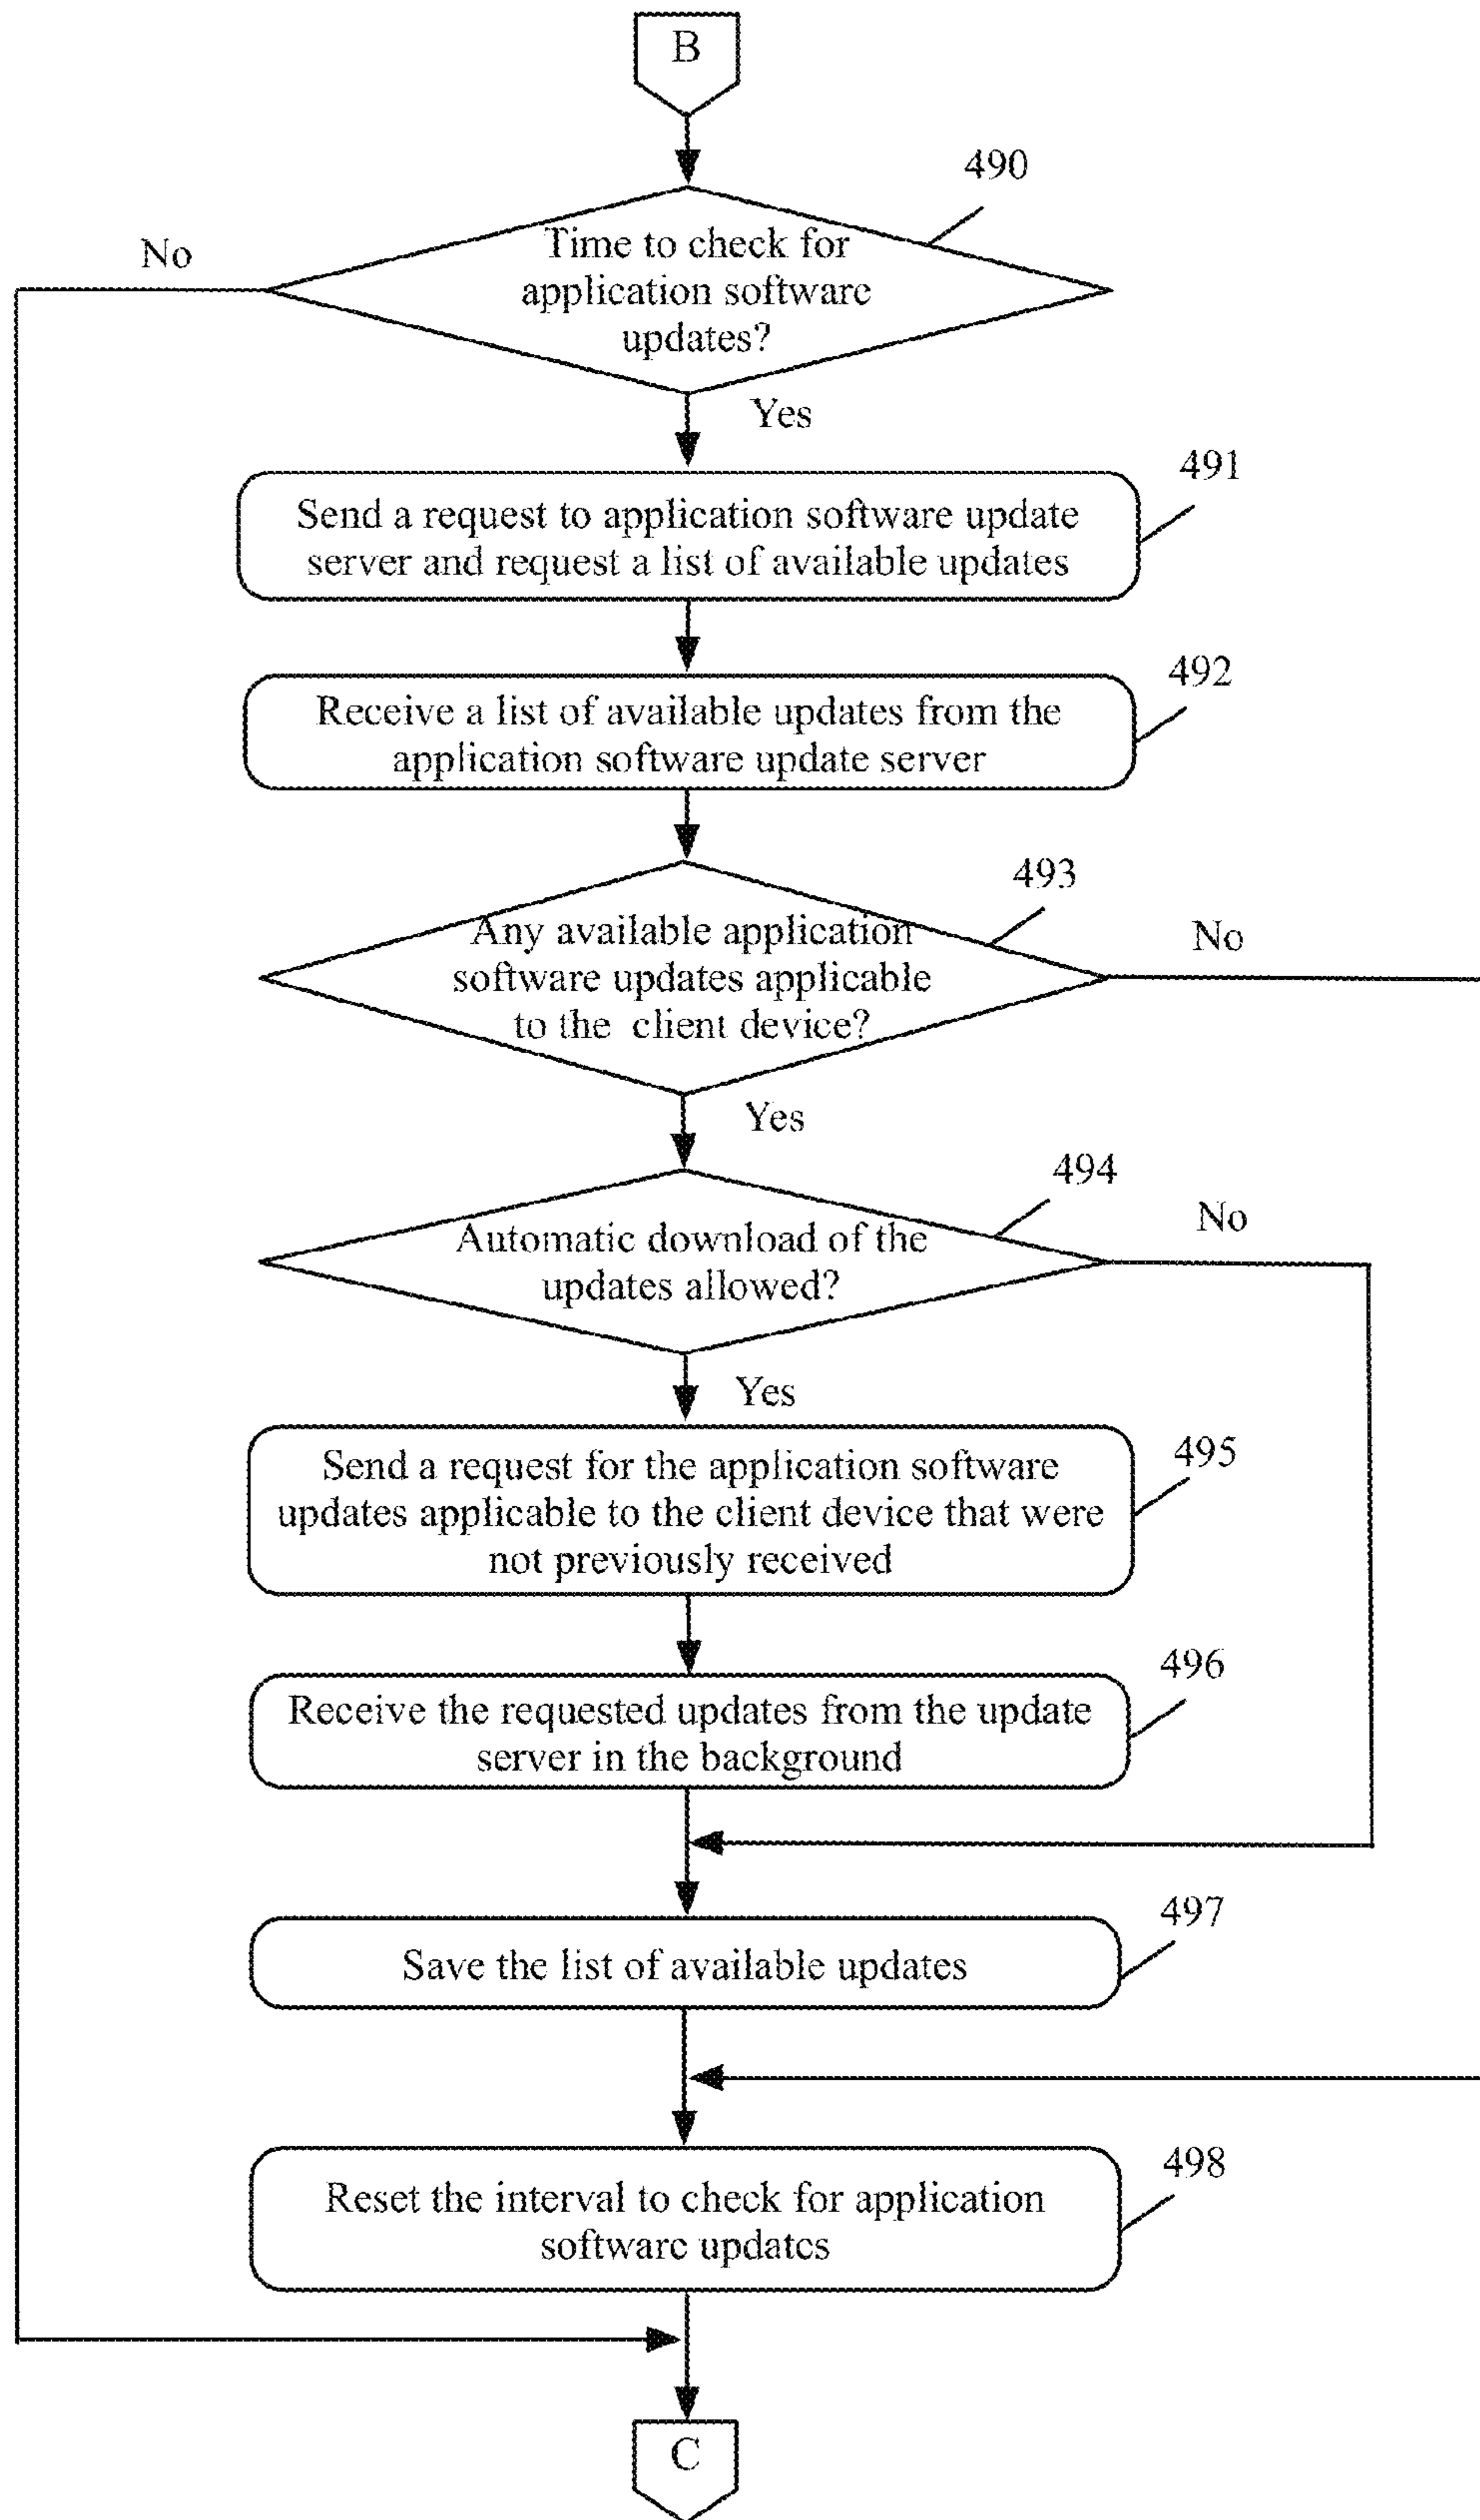 B
490
No
Time to check for
application software
updates?
Yes
491
Send a request to application software update
server and request a list of available updates
492
Receive a list of available updates from the
application software update server
493
Any available application
software updates applicable
to the client device?
No
Yes
494
Automatic download of the
updates allowed?
No
Yes
495
Send a request for the application software
updates applicable to the client device that were
not previously received
496
Receive the requested updates from the update
server in the background
497
Save the list of available updates
498
Reset the interval to check for application
software updates
C